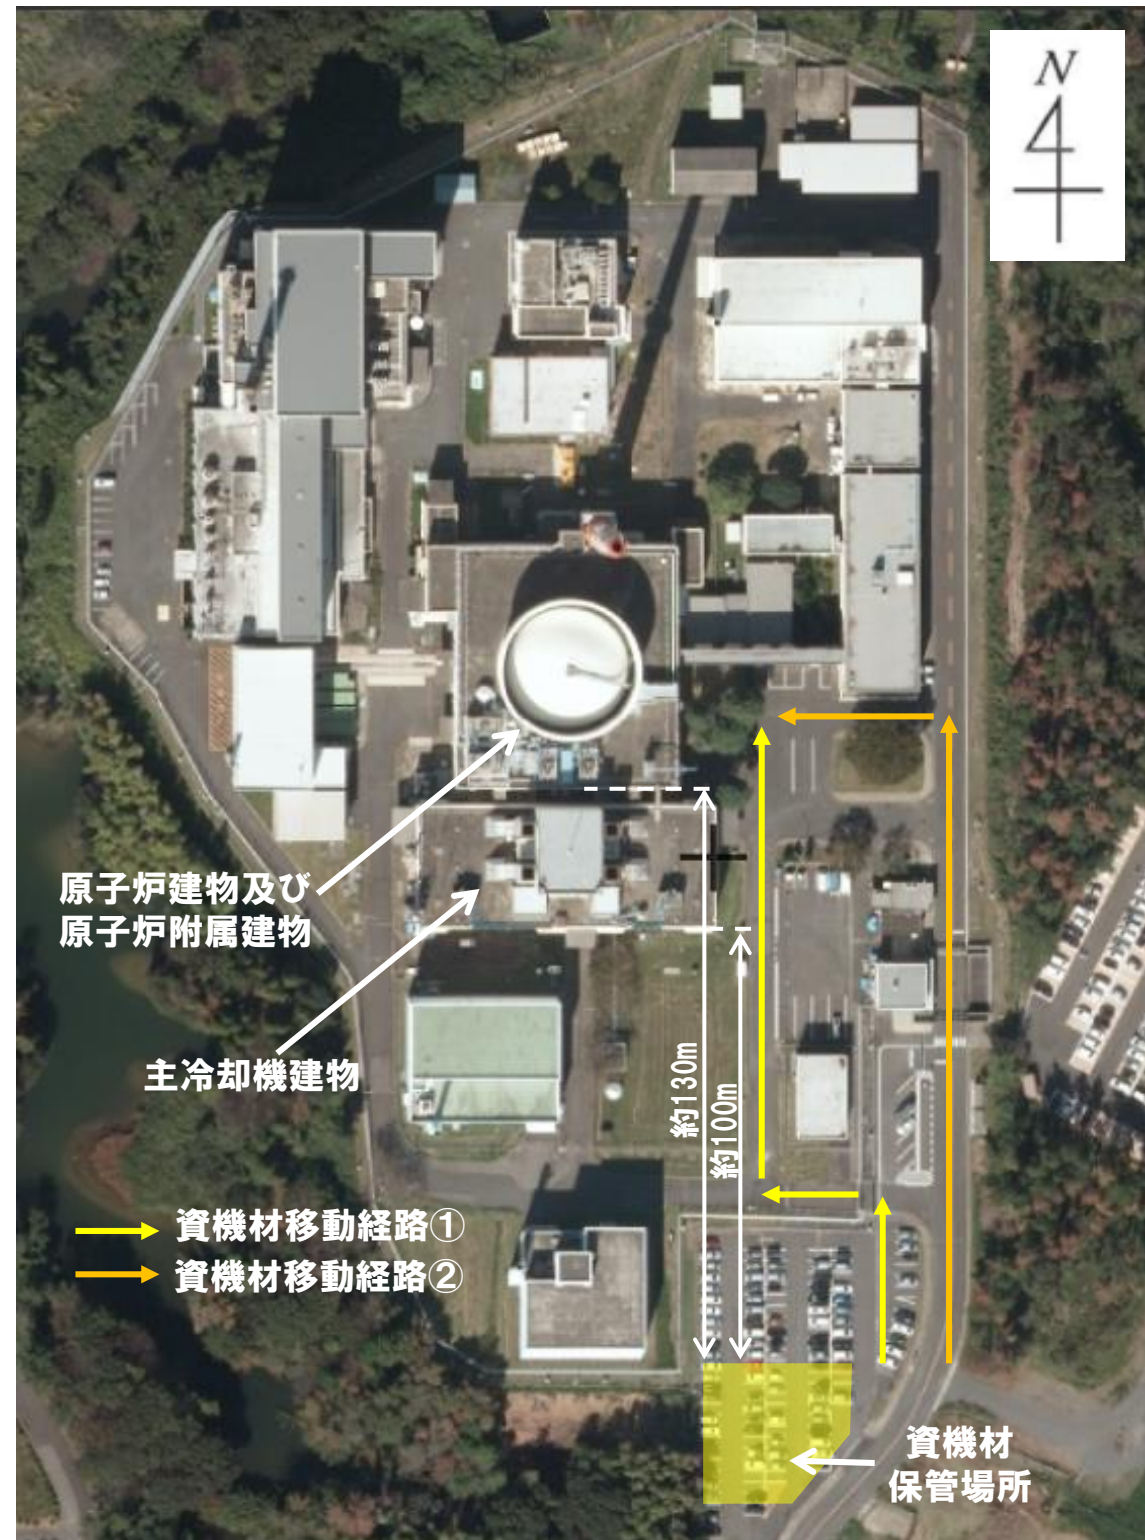 N
原子炉建物及び
原子炉附属建物
主冷却機建物
約130m
約100m
資機材移動経路①
資機材移動経路②
資機材
保管場所